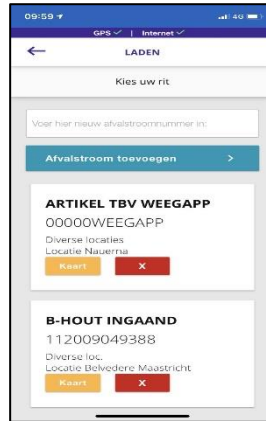 09:59
4G
GPS ✓ | Internet ✓
LADEN
Kies uw rit
Voer hier nieuw afvalstroomnummer in:
Afvalstroom toevoegen >
ARTIKEL TBV WEEGAPP
00000WEEGAPP
Diverse locaties
Locatie Nauerna
Kaart X
B-HOUT INGAAND
112009049388
Diverse loc.
Locatie Belvedere Maastricht
Kaart X